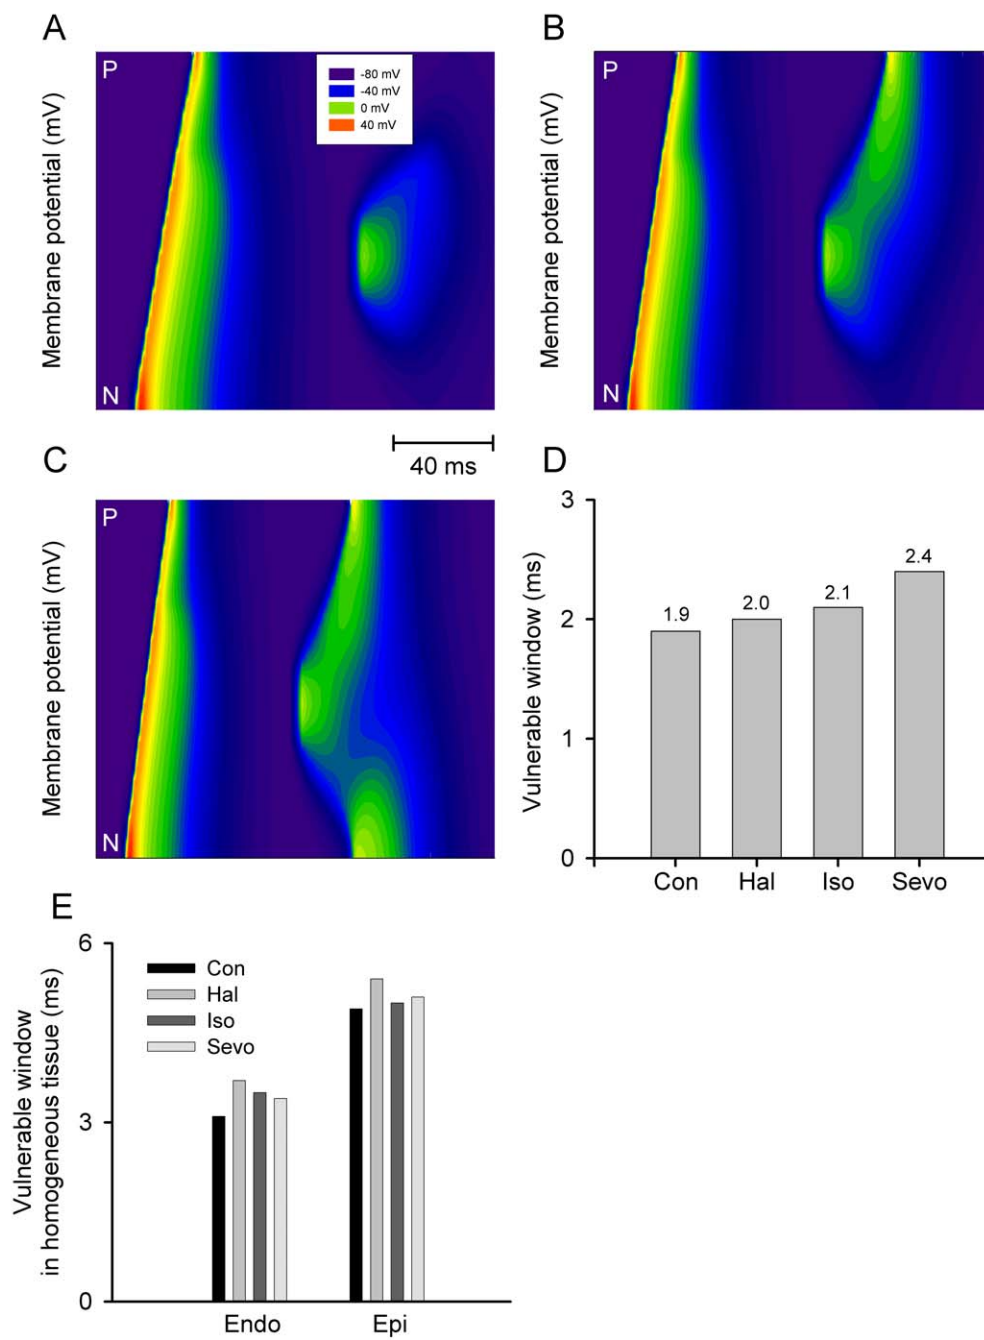 A
B
Membrane potential (mV)
P
N
-80 mV
-40 mV
0 mV
40 mV
Membrane potential (mV)
P
N
40 ms
C
D
Membrane potential (mV)
P
N
Vulnerable window (ms)
3
2
1
0
1.9
2.0
2.1
2.4
Con Hal Iso Sevo
E
Vulnerable window
in homogeneous tissue (ms)
6
3
0
Con
Hal
Iso
Sevo
Endo Epi